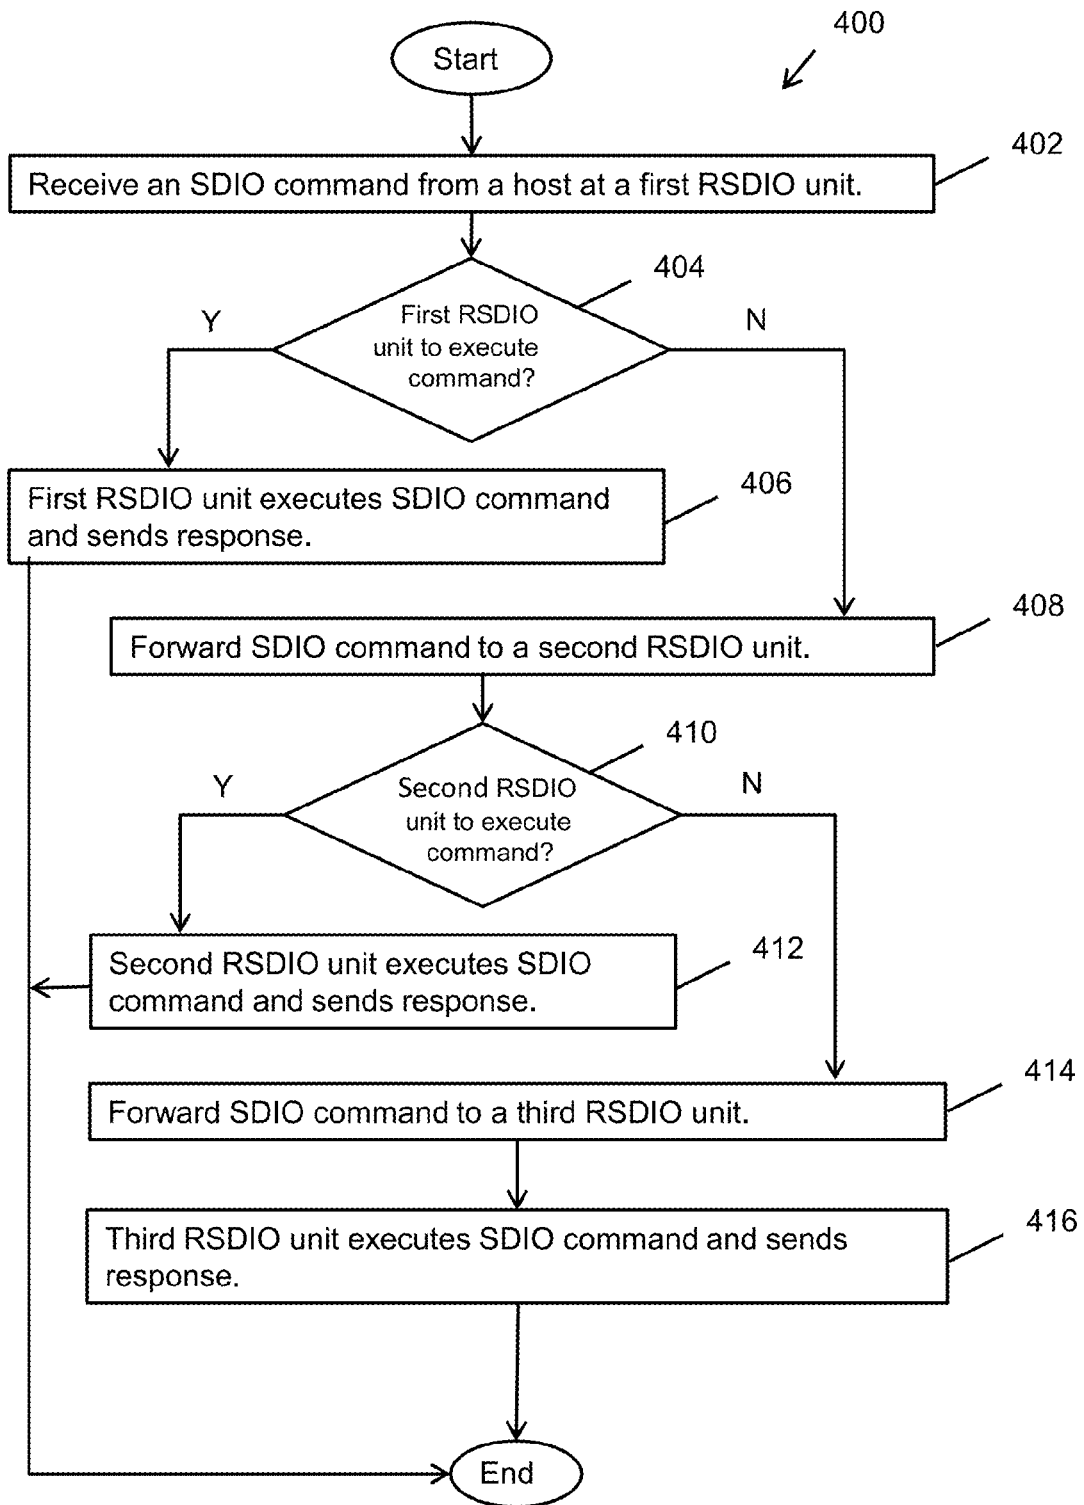 400
Start
402
Receive an SDIO command from a host at a first RSDIO unit.
404
Y
N
First RSDIO
unit to execute
command?
406
First RSDIO unit executes SDIO command
and sends response.
408
Forward SDIO command to a second RSDIO unit.
410
Y
N
Second RSDIO
unit to execute
command?
412
Second RSDIO unit executes SDIO
command and sends response.
414
Forward SDIO command to a third RSDIO unit.
416
Third RSDIO unit executes SDIO command and sends
response.
End